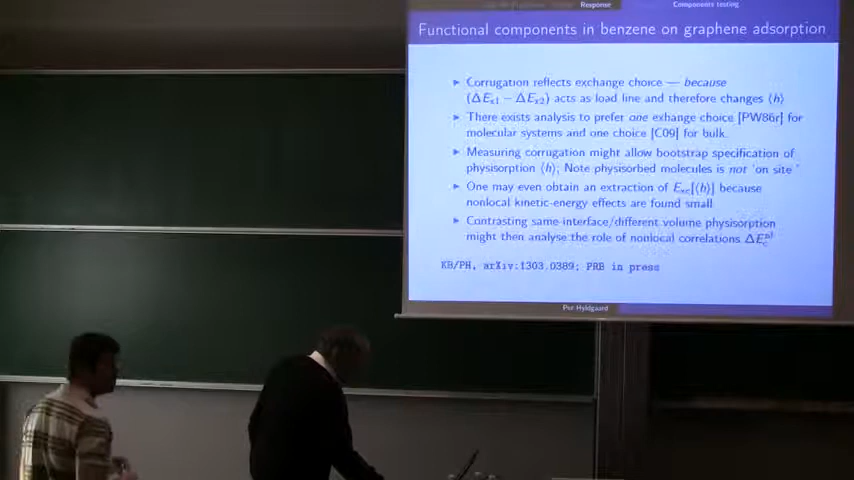 Response
Components testing
Functional components in benzene on graphene adsorption
▶ Corrugation reflects exchange choice — because
(ΔEx1 − ΔEx2) acts as load line and therefore changes ⟨h⟩
▶ There exists analysis to prefer one exhange choice [PW86r] for
molecular systems and one choice [C09] for bulk.
▶ Measuring corrugation might allow bootstrap specification of
physisorption ⟨h⟩; Note physisorbed molecules is not 'on site '
▶ One may even obtain an extraction of Exc[⟨h⟩] because
nonlocal kinetic-energy effects are found small
▶ Contrasting same-interface/different volume physisorption
might then analyse the role of nonlocal correlations ΔE_c^nl
KB/PH, arXiv:1303.0389; PRB in press
Per Hyldgaard